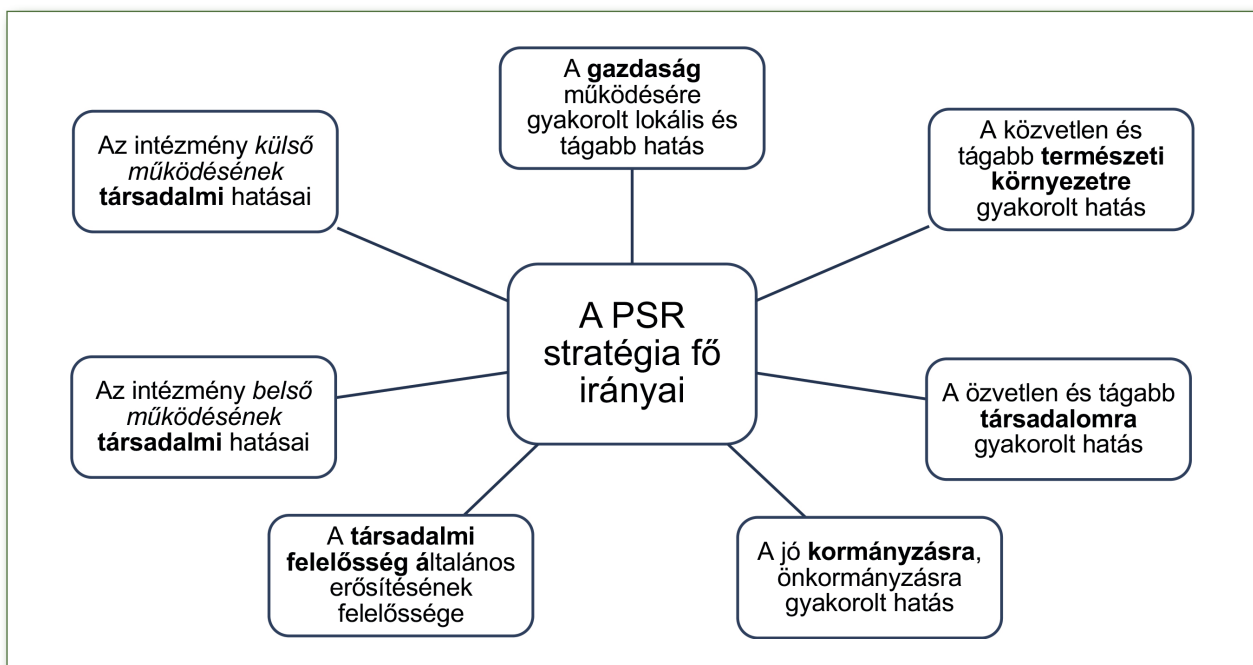 A gazdaság
működésére
gyakorolt lokális és
tágabb hatás
Az intézmény külső
működésének
társadalmi hatásai
A közvetlen és
tágabb természeti
környezetre
gyakorolt hatás
A PSR
stratégia fő
irányai
Az intézmény belső
működésének
társadalmi hatásai
A özvetlen és tágabb
társadalomra
gyakorolt hatás
A társadalmi
felelősség általános
erősítésének
felelőssége
A jó kormányzásra,
önkormányzásra
gyakorolt hatás